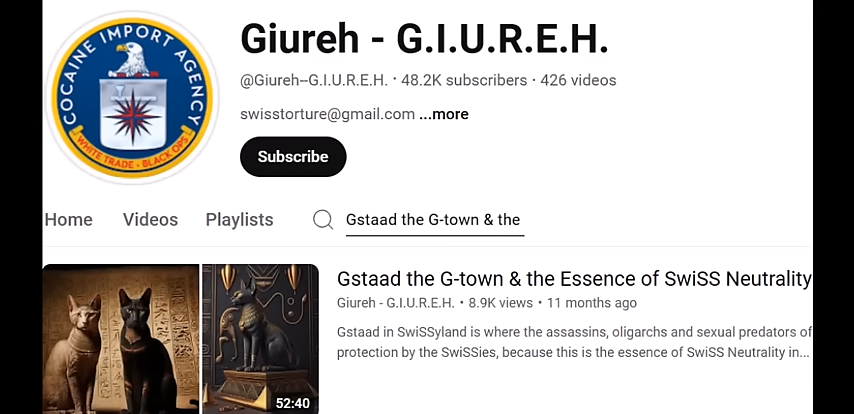 COCAINE IMPORT AGENCY
WHITE TRADE - BLACK OPS
Giureh - G.I.U.R.E.H.
@Giureh--G.I.U.R.E.H. • 48.2K subscribers • 426 videos
swisstorture@gmail.com ...more
Subscribe
Home Videos Playlists Gstaad the G-town & the
Gstaad the G-town & the Essence of SwiSS Neutrality
Giureh - G.I.U.R.E.H. • 8.9K views • 11 months ago
Gstaad in SwiSSyland is where the assassins, oligarchs and sexual predators of
protection by the SwiSSies, because this is the essence of SwiSS Neutrality in...
52:40